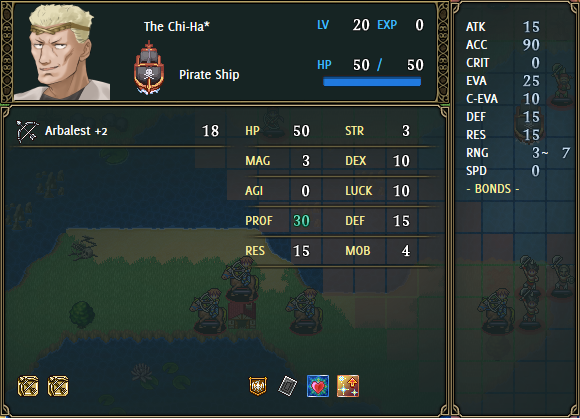 The Chi-Ha*
LV 20 EXP 0
Pirate Ship
HP 50 / 50
Arbalest +2 18
HP 50 STR 3
MAG 3 DEX 10
AGI 0 LUCK 10
PROF 30 DEF 15
RES 15 MOB 4
ATK 15
ACC 90
CRIT 0
EVA 25
C-EVA 10
DEF 15
RES 15
RNG 3~ 7
SPD 0
- BONDS -